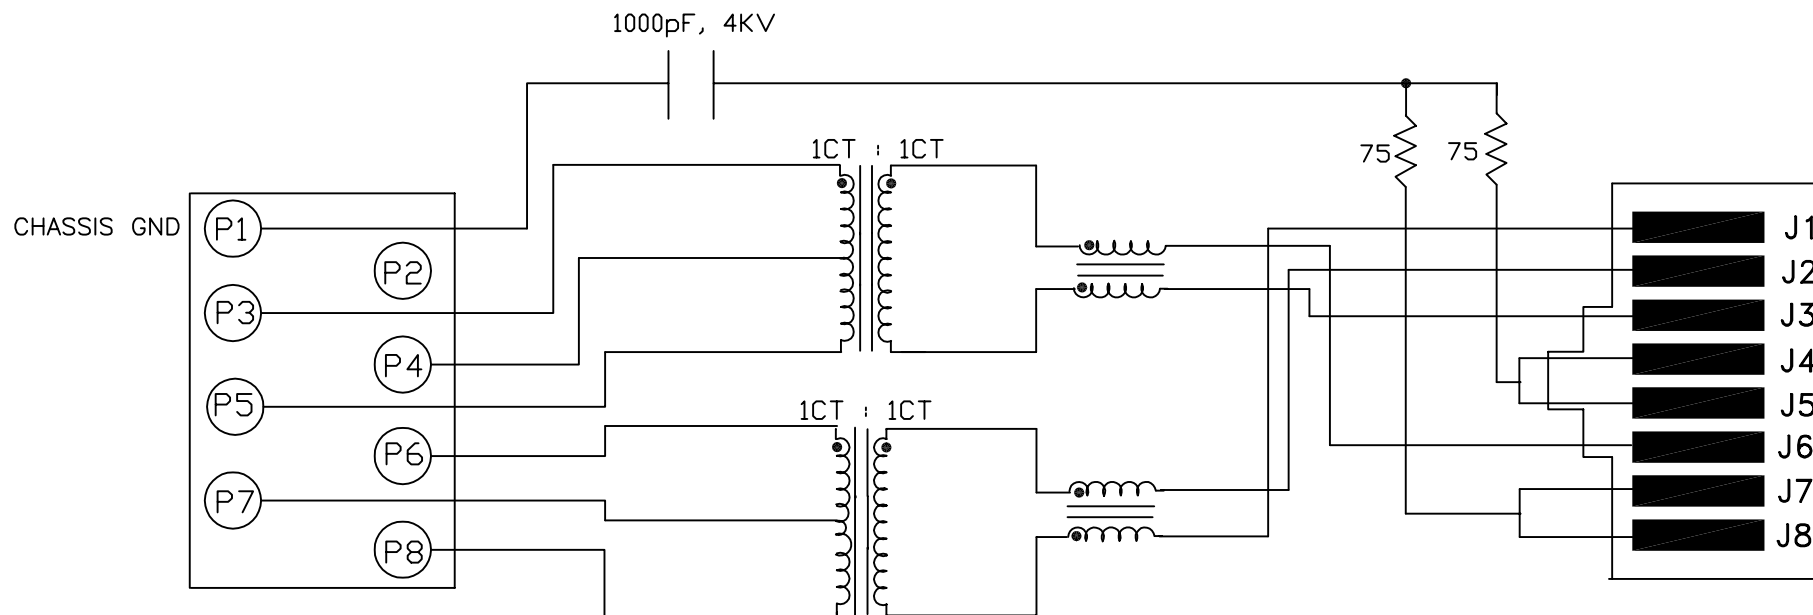 1000pF, 4KV
1CT : 1CT
75
75
CHASSIS GND
P1
P2
P3
P4
P5
P6
P7
P8
1CT : 1CT
J1
J2
J3
J4
J5
J6
J7
J8